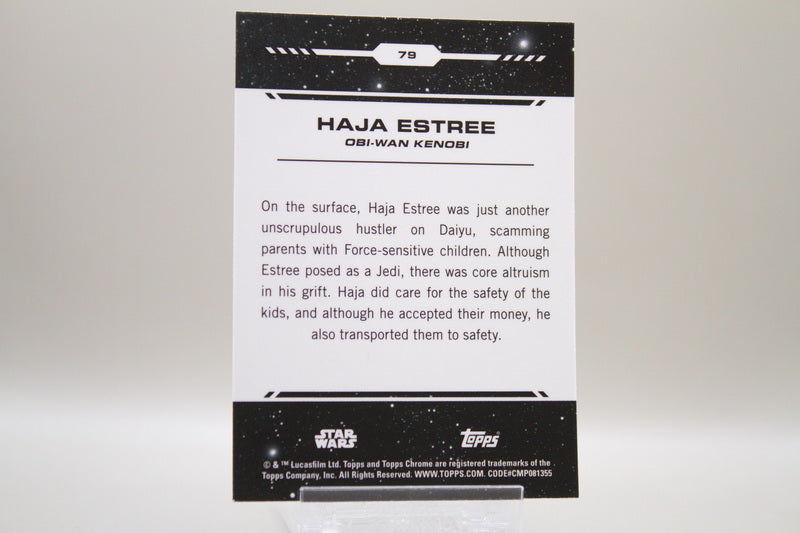 79
HAJA ESTREE
OBI-WAN KENOBI
On the surface, Haja Estree was just another
unscrupulous hustler on Daiyu, scamming
parents with Force-sensitive children. Although
Estree posed as a Jedi, there was core altruism
in his grift. Haja did care for the safety of the
kids, and although he accepted their money, he
also transported them to safety.
STAR
WARS
topps
© & ™ Lucasfilm Ltd. Topps and Topps Chrome are registered trademarks of the
Topps Company, Inc. All Rights Reserved. WWW.TOPPS.COM. CODE#CMP081355